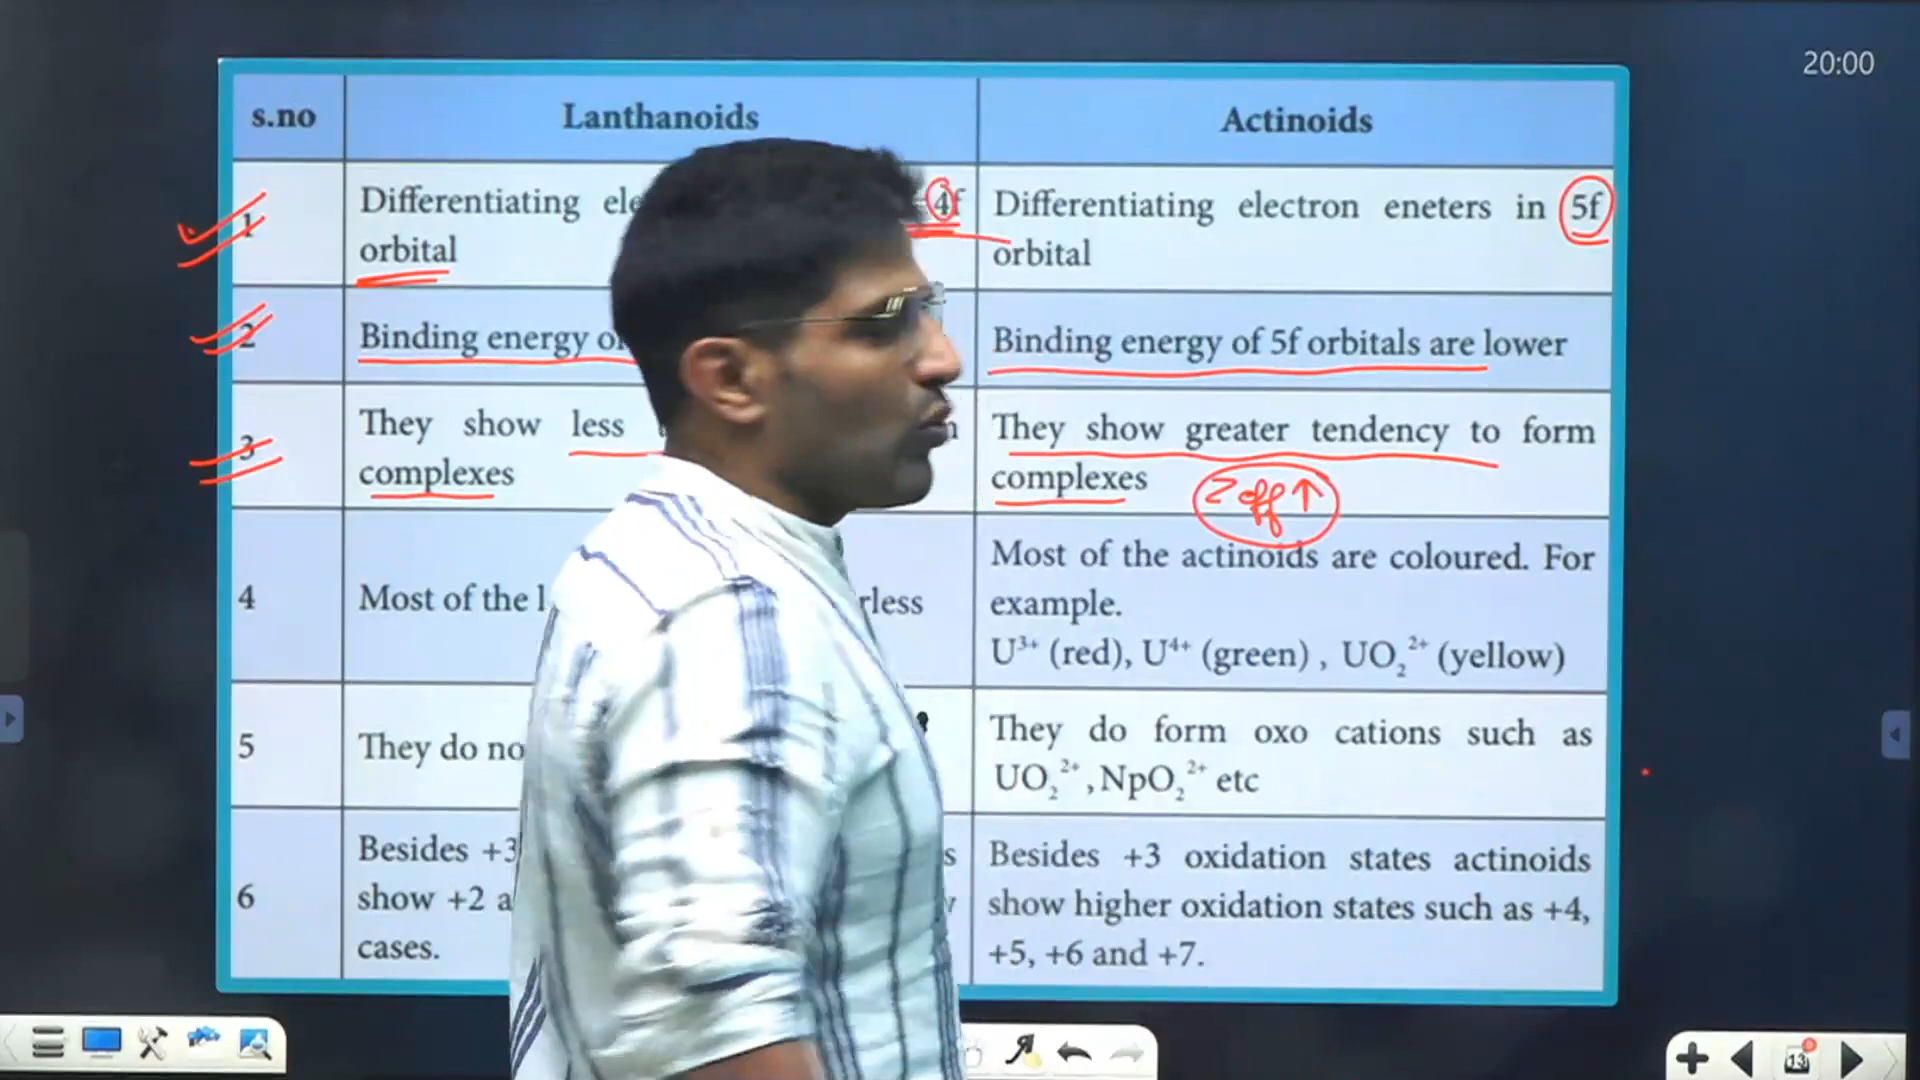 20:00
s.no Lanthanoids Actinoids
1 Differentiating 4f
orbital
Differentiating electron eneters in 5f
orbital
2 Binding energy
Binding energy of 5f orbitals are lower
3 They show less
complexes
They show greater tendency to form
complexes
Z eff ↑
4 Most of the
Most of the actinoids are coloured. For
example.
U³⁺ (red), U⁴⁺ (green) , UO₂²⁺ (yellow)
5 They do
They do form oxo cations such as
UO₂²⁺ , NpO₂²⁺ etc
6 Besides +3
show +2
cases.
Besides +3 oxidation states actinoids
show higher oxidation states such as +4,
+5, +6 and +7.
13